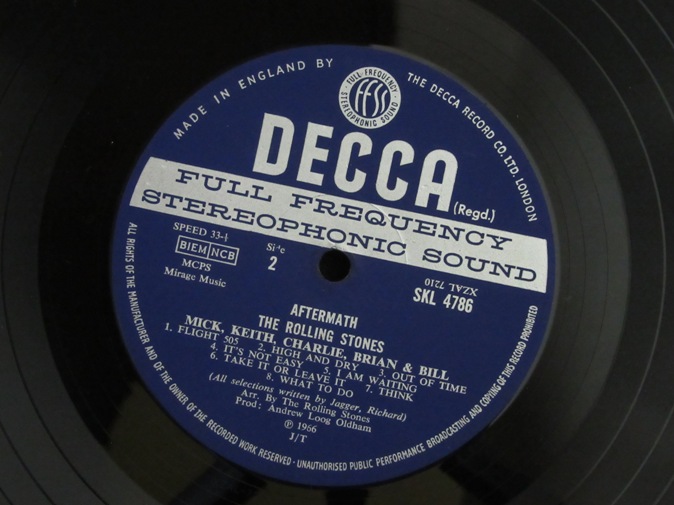 MADE IN ENGLAND BY
FULL FREQUENCY
FFSS
STEREOPHONIC SOUND
THE DECCA RECORD CO. LTD. LONDON
DECCA
(Regd.)
FULL FREQUENCY
STEREOPHONIC SOUND
SPEED 33⅓
BIEM NCB
MCPS
Mirage Music
Side
2
XZAL 7210
SKL 4786
AFTERMATH
THE ROLLING STONES
MICK, KEITH, CHARLIE, BRIAN & BILL
1. FLIGHT 505 2. HIGH AND DRY 3. OUT OF TIME
4. IT'S NOT EASY 5. I AM WAITING
6. TAKE IT OR LEAVE IT 7. THINK
8. WHAT TO DO
(All selections written by Jagger, Richard)
Arr. By The Rolling Stones
Prod: Andrew Loog Oldham
℗ 1966
J/T
ALL RIGHTS OF THE MANUFACTURER AND OF THE OWNER OF THE RECORDED WORK RESERVED · UNAUTHORISED PUBLIC PERFORMANCE BROADCASTING AND COPYING OF THIS RECORD PROHIBITED